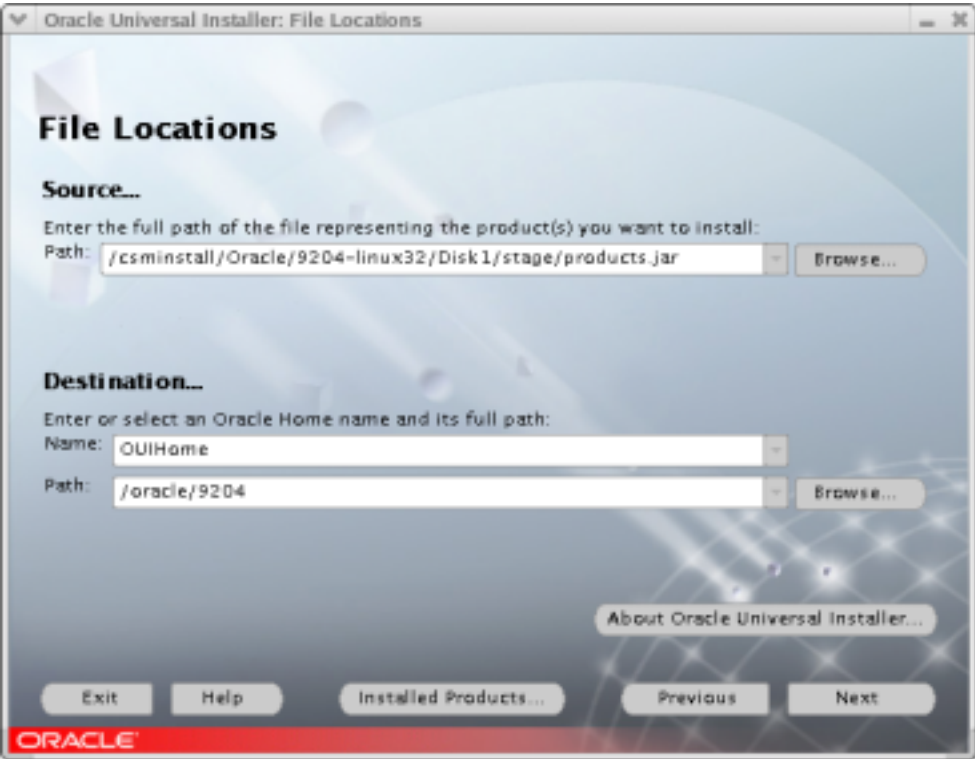 Oracle Universal Installer: File Locations
File Locations
Source...
Enter the full path of the file representing the product(s) you want to install:
Path: /csminstall/Oracle/9204-linux32/Disk1/stage/products.jar Browse...
Destination...
Enter or select an Oracle Home name and its full path:
Name: OUIHome
Path: /oracle/9204 Browse...
About Oracle Universal Installer...
Exit Help Installed Products... Previous Next
ORACLE